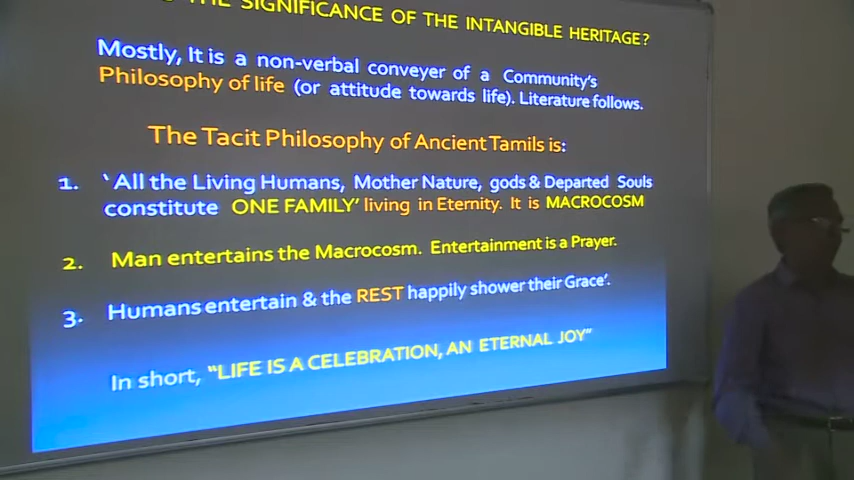 THE SIGNIFICANCE OF THE INTANGIBLE HERITAGE?
Mostly, It is a non-verbal conveyer of a Community's
Philosophy of life (or attitude towards life). Literature follows.
The Tacit Philosophy of Ancient Tamils is:
1. ‘All the Living Humans, Mother Nature, gods & Departed Souls
constitute ONE FAMILY’ living in Eternity. It is MACROCOSM
2. Man entertains the Macrocosm. Entertainment is a Prayer.
3. Humans entertain & the REST happily shower their Grace’.
In short, “LIFE IS A CELEBRATION, AN ETERNAL JOY”